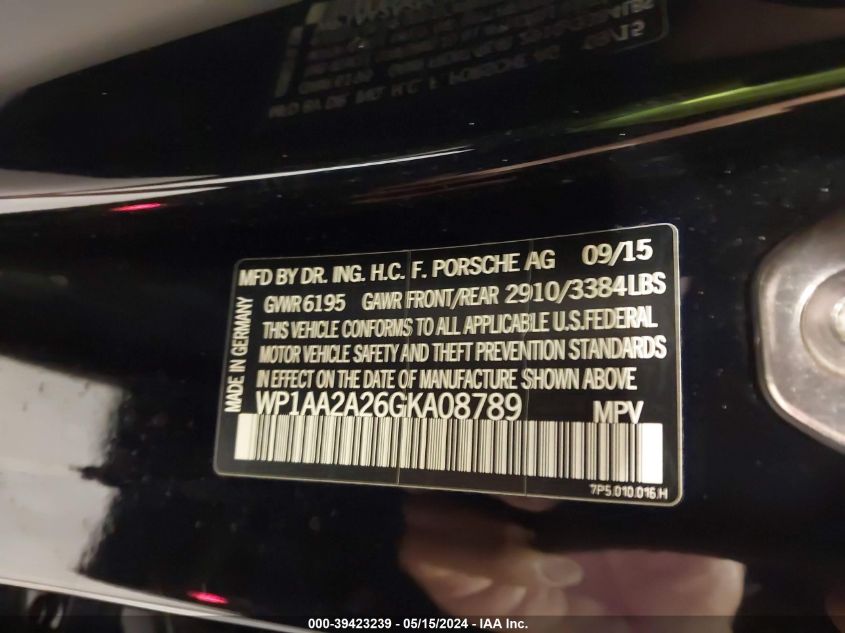 MFD BY DR. ING. H.C. F. PORSCHE AG 09/15
GVWR 6195 GAWR FRONT/REAR 2910/3384LBS
THIS VEHICLE CONFORMS TO ALL APPLICABLE U.S.FEDERAL
MOTOR VEHICLE SAFETY AND THEFT PREVENTION STANDARDS
IN EFFECT ON THE DATE OF MANUFACTURE SHOWN ABOVE
WP1AA2A26GKA08789 MPV
MADE IN GERMANY
7P5.010.016.H
000-39423239 - 05/15/2024 - IAA Inc.